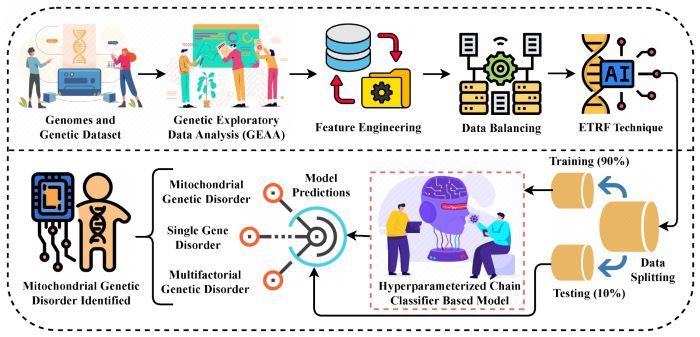 Genomes and
Genetic Dataset
Genetic Exploratory
Data Analysis (GEAA)
Feature Engineering
Data Balancing
AI
ETRF Technique
Mitochondrial Genetic
Disorder Identified
Mitochondrial
Genetic Disorder
Single Gene
Disorder
Multifactorial
Genetic Disorder
Model
Predictions
Hyperparameterized Chain
Classifier Based Model
Training (90%)
Testing (10%)
Data
Splitting